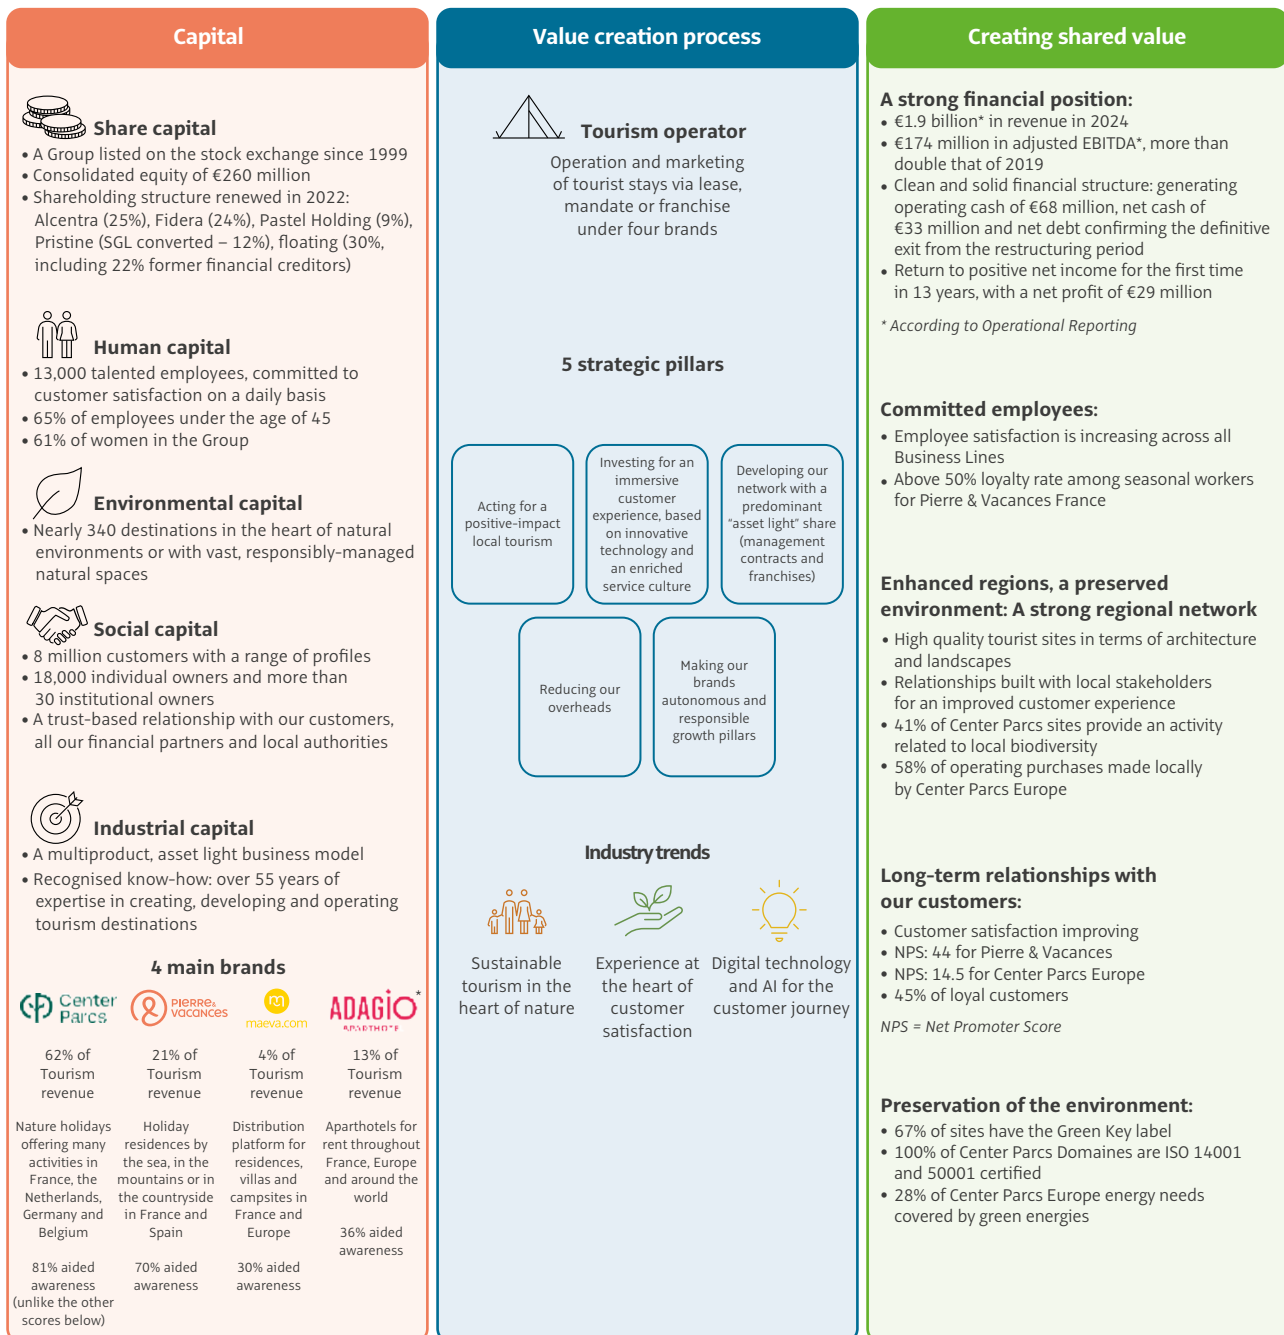 Capital
Share capital
• A Group listed on the stock exchange since 1999
• Consolidated equity of €260 million
• Shareholding structure renewed in 2022:
Alcentra (25%), Fidera (24%), Pastel Holding (9%),
Pristine (SGL converted – 12%), floating (30%,
including 22% former financial creditors)
Human capital
• 13,000 talented employees, committed to
customer satisfaction on a daily basis
• 65% of employees under the age of 45
• 61% of women in the Group
Environmental capital
• Nearly 340 destinations in the heart of natural
environments or with vast, responsibly-managed
natural spaces
Social capital
• 8 million customers with a range of profiles
• 18,000 individual owners and more than
30 institutional owners
• A trust-based relationship with our customers,
all our financial partners and local authorities
Industrial capital
• A multiproduct, asset light business model
• Recognised know-how: over 55 years of
expertise in creating, developing and operating
tourism destinations
4 main brands
Center
Parcs
62% of
Tourism
revenue
Nature holidays
offering many
activities in
France, the
Netherlands,
Germany and
Belgium
81% aided
awareness
(unlike the other
scores below)
PIERRE &
VACANCES
21% of
Tourism
revenue
Holiday
residences by
the sea, in the
mountains or in
the countryside
in France and
Spain
70% aided
awareness
m
maeva.com
4% of
Tourism
revenue
Distribution
platform for
residences,
villas and
campsites in
France and
Europe
30% aided
awareness
ADAGIO*
APARTHOTEL
13% of
Tourism
revenue
Aparthotels for
rent throughout
France, Europe
and around the
world
36% aided
awareness
Value creation process
Tourism operator
Operation and marketing
of tourist stays via lease,
mandate or franchise
under four brands
5 strategic pillars
Acting for a
positive-impact
local tourism
Investing for an
immersive
customer
experience, based
on innovative
technology and
an enriched
service culture
Developing our
network with a
predominant
“asset light” share
(management
contracts and
franchises)
Reducing our
overheads
Making our
brands
autonomous and
responsible
growth pillars
Industry trends
Sustainable
tourism in the
heart of nature
Experience at
the heart of
customer
satisfaction
Digital technology
and AI for the
customer journey
Creating shared value
A strong financial position:
• €1.9 billion* in revenue in 2024
• €174 million in adjusted EBITDA*, more than
double that of 2019
• Clean and solid financial structure: generating
operating cash of €68 million, net cash of
€33 million and net debt confirming the definitive
exit from the restructuring period
• Return to positive net income for the first time
in 13 years, with a net profit of €29 million
* According to Operational Reporting
Committed employees:
• Employee satisfaction is increasing across all
Business Lines
• Above 50% loyalty rate among seasonal workers
for Pierre & Vacances France
Enhanced regions, a preserved
environment: A strong regional network
• High quality tourist sites in terms of architecture
and landscapes
• Relationships built with local stakeholders
for an improved customer experience
• 41% of Center Parcs sites provide an activity
related to local biodiversity
• 58% of operating purchases made locally
by Center Parcs Europe
Long-term relationships with
our customers:
• Customer satisfaction improving
• NPS: 44 for Pierre & Vacances
• NPS: 14.5 for Center Parcs Europe
• 45% of loyal customers
NPS = Net Promoter Score
Preservation of the environment:
• 67% of sites have the Green Key label
• 100% of Center Parcs Domaines are ISO 14001
and 50001 certified
• 28% of Center Parcs Europe energy needs
covered by green energies